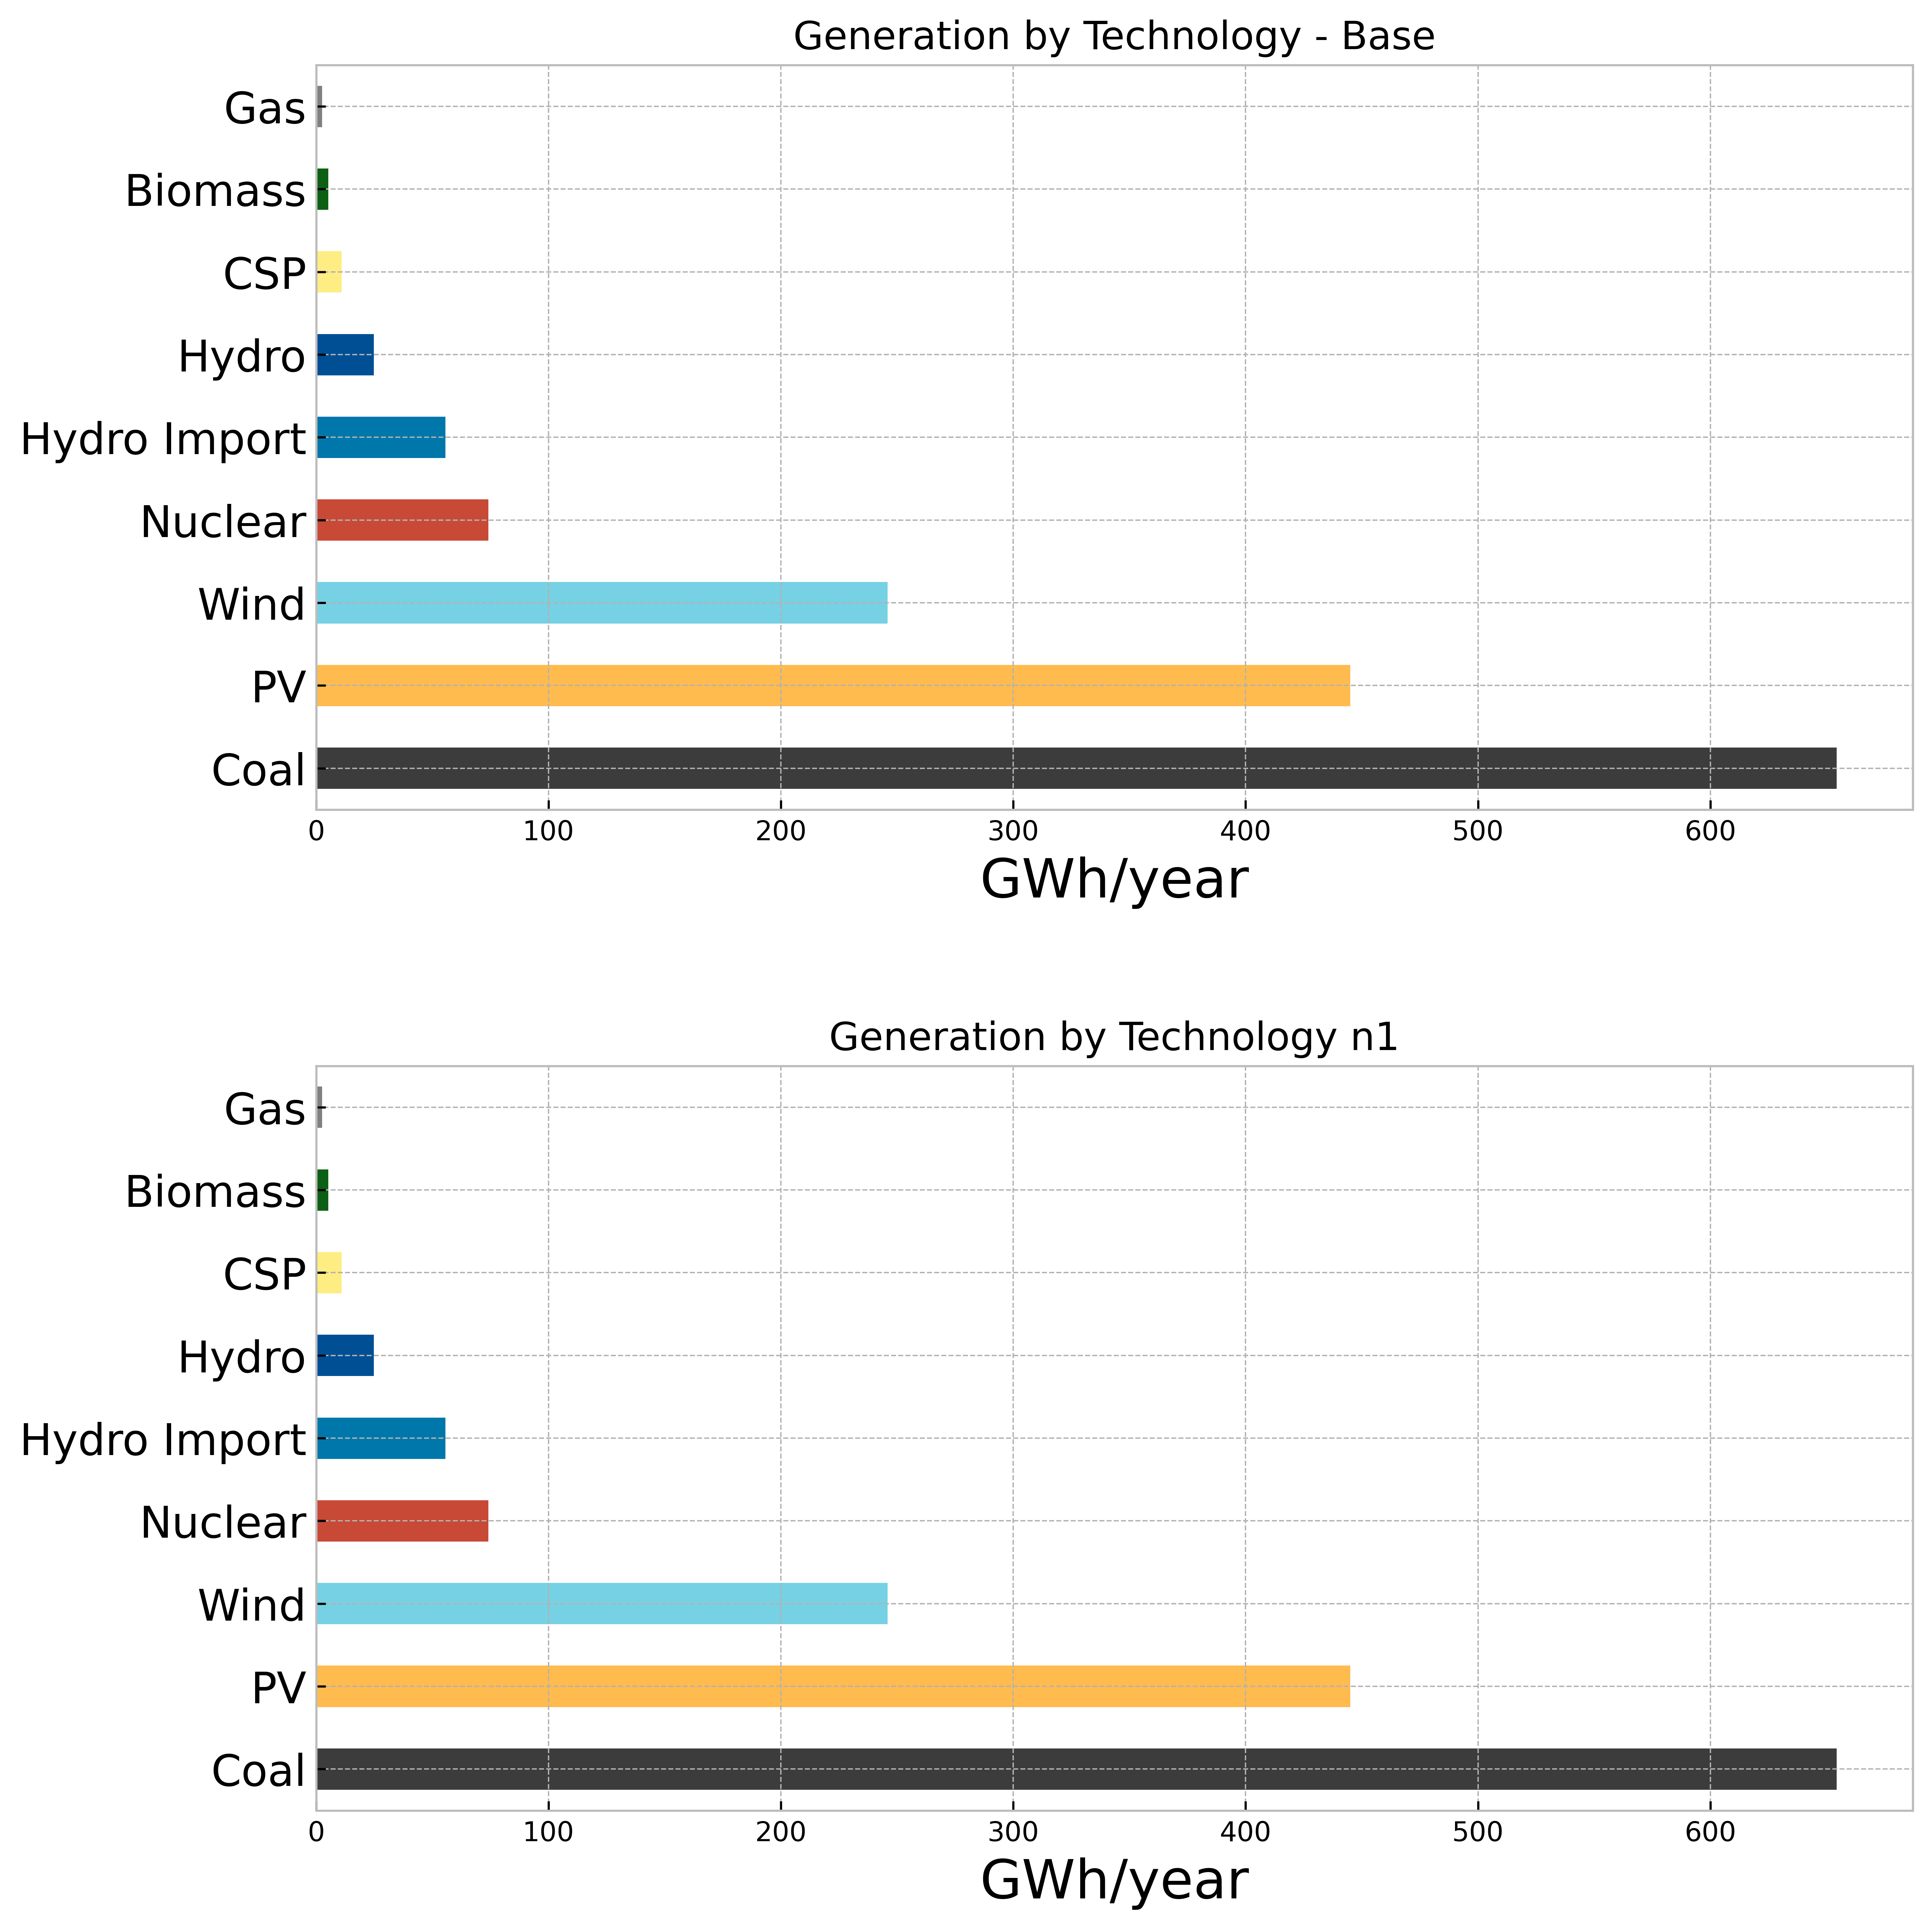 Generation by Technology - Base
Gas
Biomass
CSP
Hydro
Hydro Import
Nuclear
Wind
PV
Coal
0 100 200 300 400 500 600
GWh/year
Generation by Technology n1
Gas
Biomass
CSP
Hydro
Hydro Import
Nuclear
Wind
PV
Coal
0 100 200 300 400 500 600
GWh/year